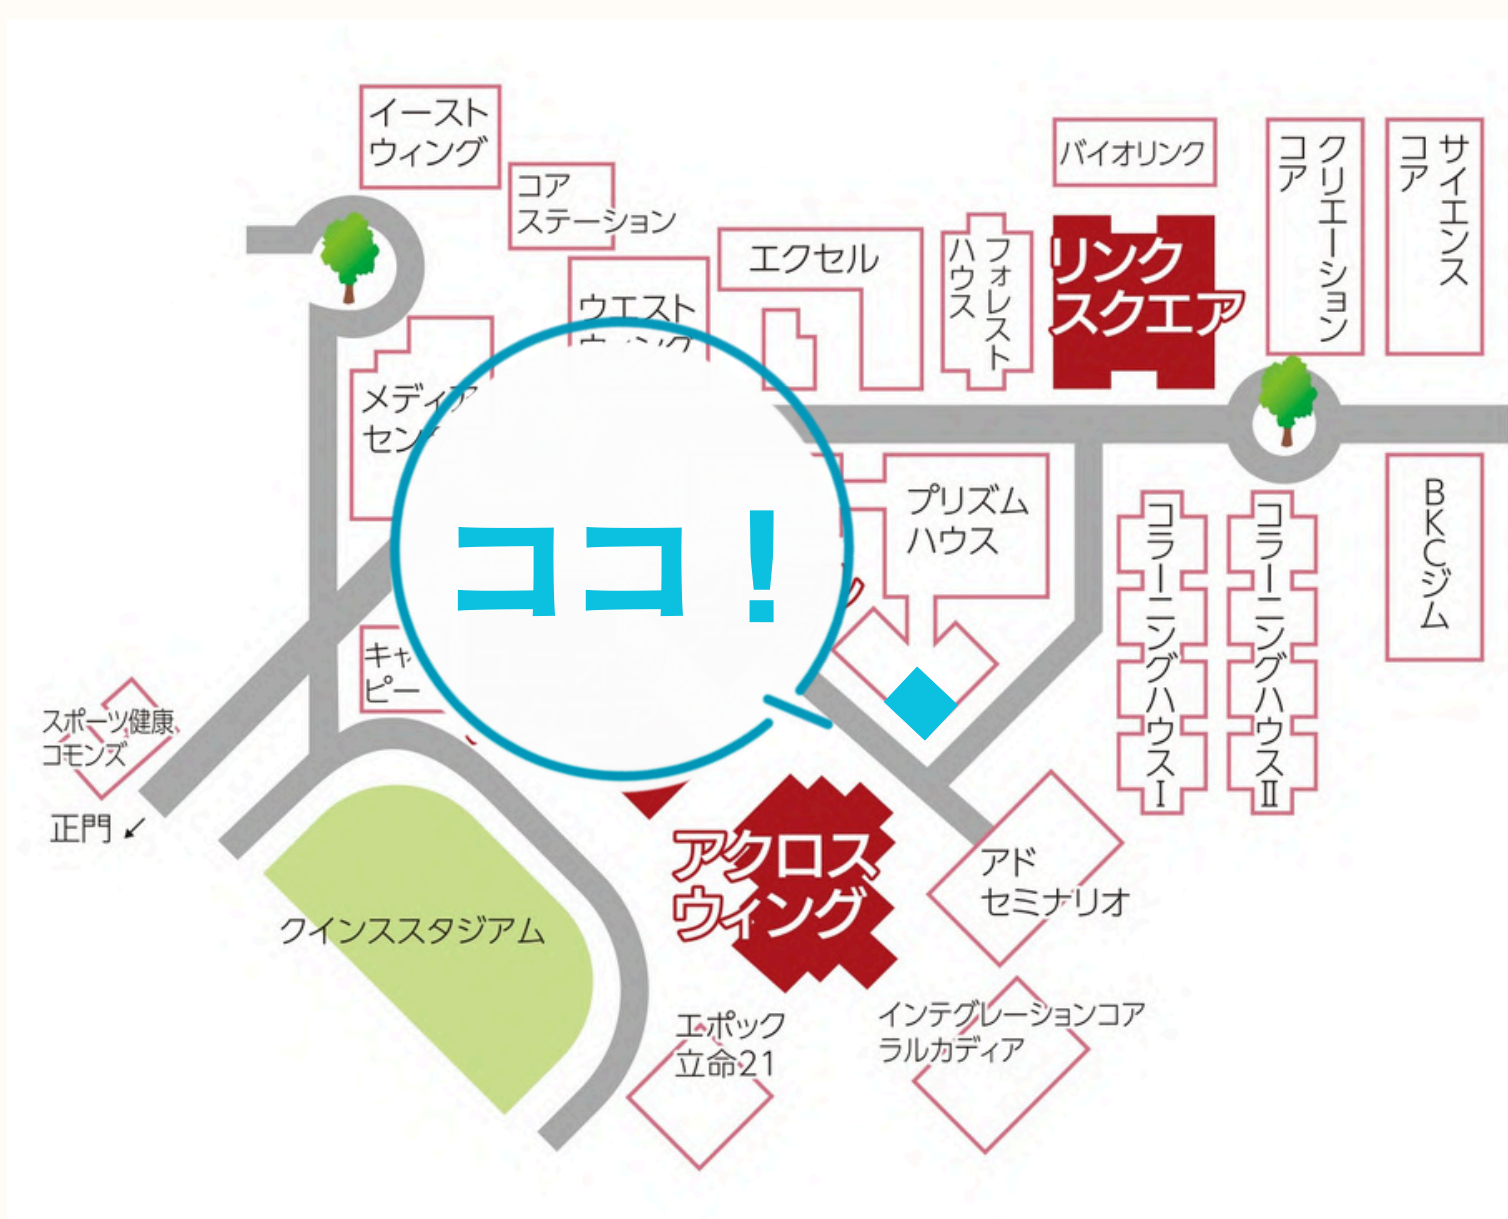 イースト
ウィング
コア
ステーション
エクセル
フォレスト
ハウス
バイオリンク
リンク
スクエア
クリエーション
コア
サイエンス
コア
ウエスト
メディア
ココ！
プリズム
ハウス
コラーニングハウスⅠ
コラーニングハウスⅡ
BKCジム
キャ
ピー
スポーツ健康
コモンズ
正門↙
アクロス
ウィング
アド
セミナリオ
クインススタジアム
エポック
立命21
インテグレーションコア
ラルカディア